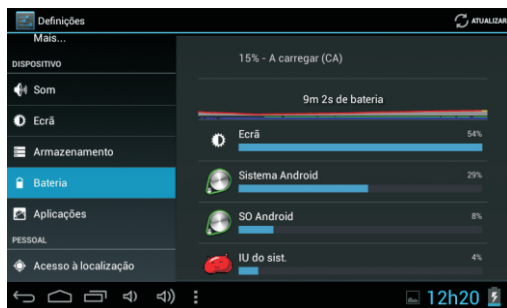 Definições
ATUALIZAR
Mais...
DISPOSITIVO
Som
Ecrã
Armazenamento
Bateria
Aplicações
PESSOAL
Acesso à localização
15% - A carregar (CA)
9m 2s de bateria
Ecrã 54%
Sistema Android 29%
SO Android 8%
IU do sist. 4%
12h20